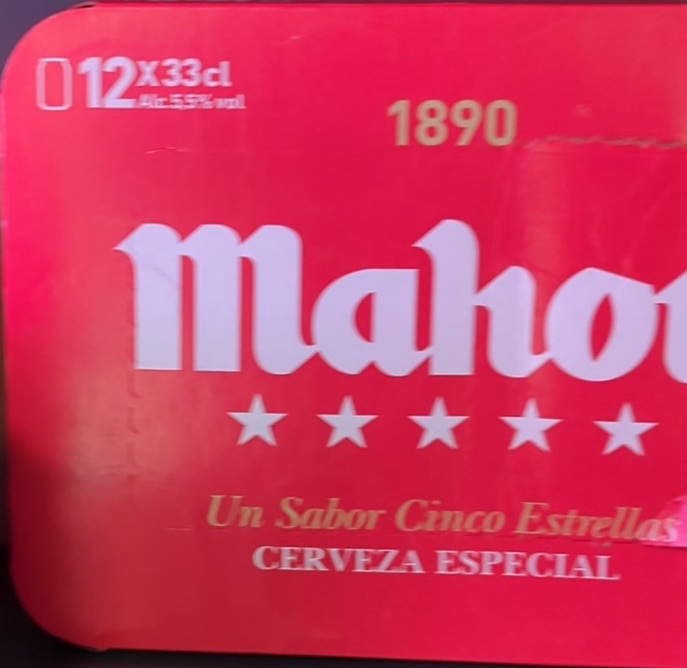 12x33cl
Alc.5,5% vol.
1890
Mahou
Un Sabor Cinco Estrellas
CERVEZA ESPECIAL